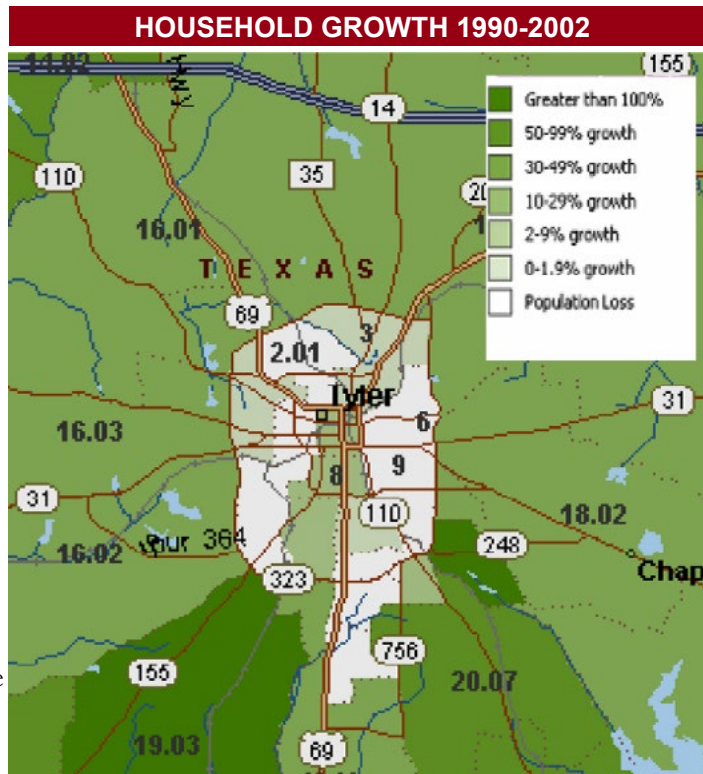 HOUSEHOLD GROWTH 1990-2002
155
14
Greater than 100%
50-99% growth
30-49% growth
10-29% growth
2-9% growth
0-1.9% growth
Population Loss
110
35
16.01
TEXAS
69
3
2.01
Tyler
31
6
16.03
8
9
31
110
18.02
16.02
364
248
Chap
323
756
155
20.07
19.03
69